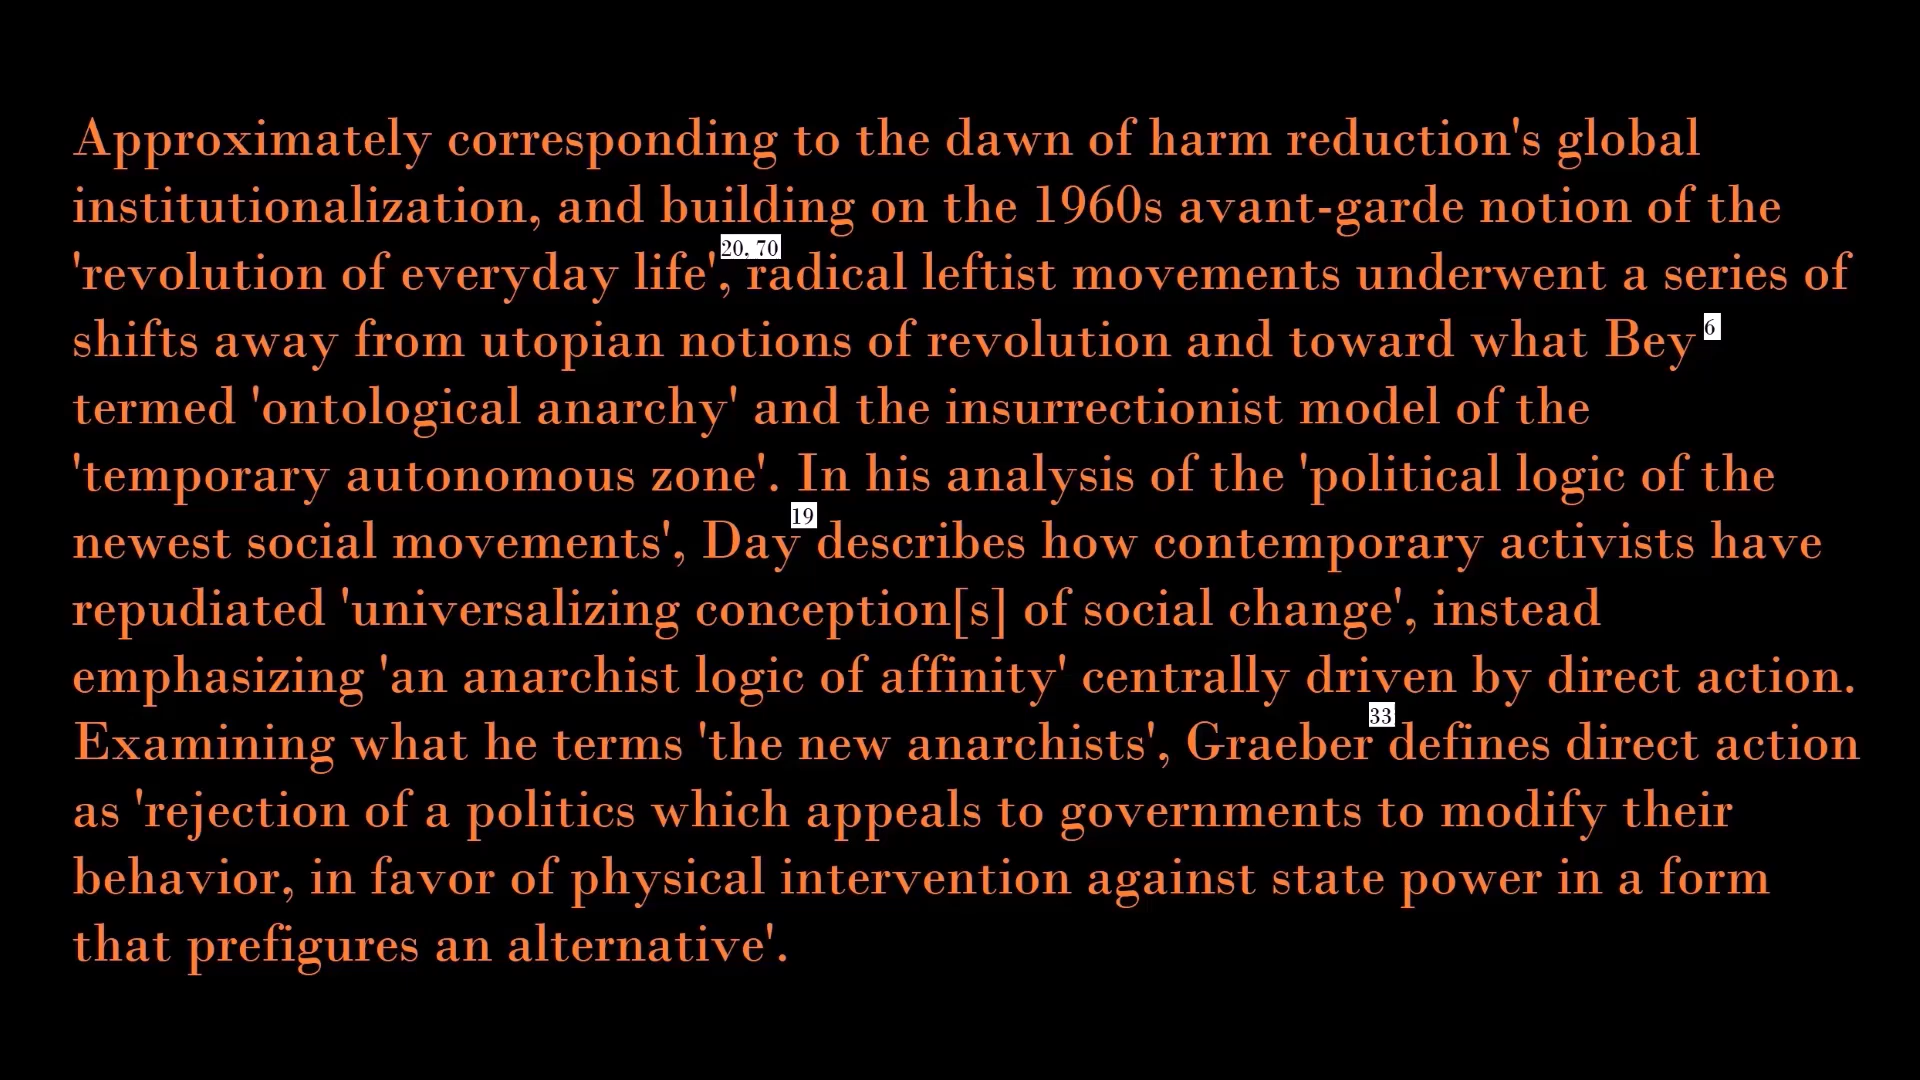 Approximately corresponding to the dawn of harm reduction's global
institutionalization, and building on the 1960s avant-garde notion of the
'revolution of everyday life',20, 70 radical leftist movements underwent a series of
shifts away from utopian notions of revolution and toward what Bey 6
termed 'ontological anarchy' and the insurrectionist model of the
'temporary autonomous zone'. In his analysis of the 'political logic of the
newest social movements', Day 19 describes how contemporary activists have
repudiated 'universalizing conception[s] of social change', instead
emphasizing 'an anarchist logic of affinity' centrally driven by direct action.
Examining what he terms 'the new anarchists', Graeber 33 defines direct action
as 'rejection of a politics which appeals to governments to modify their
behavior, in favor of physical intervention against state power in a form
that prefigures an alternative'.